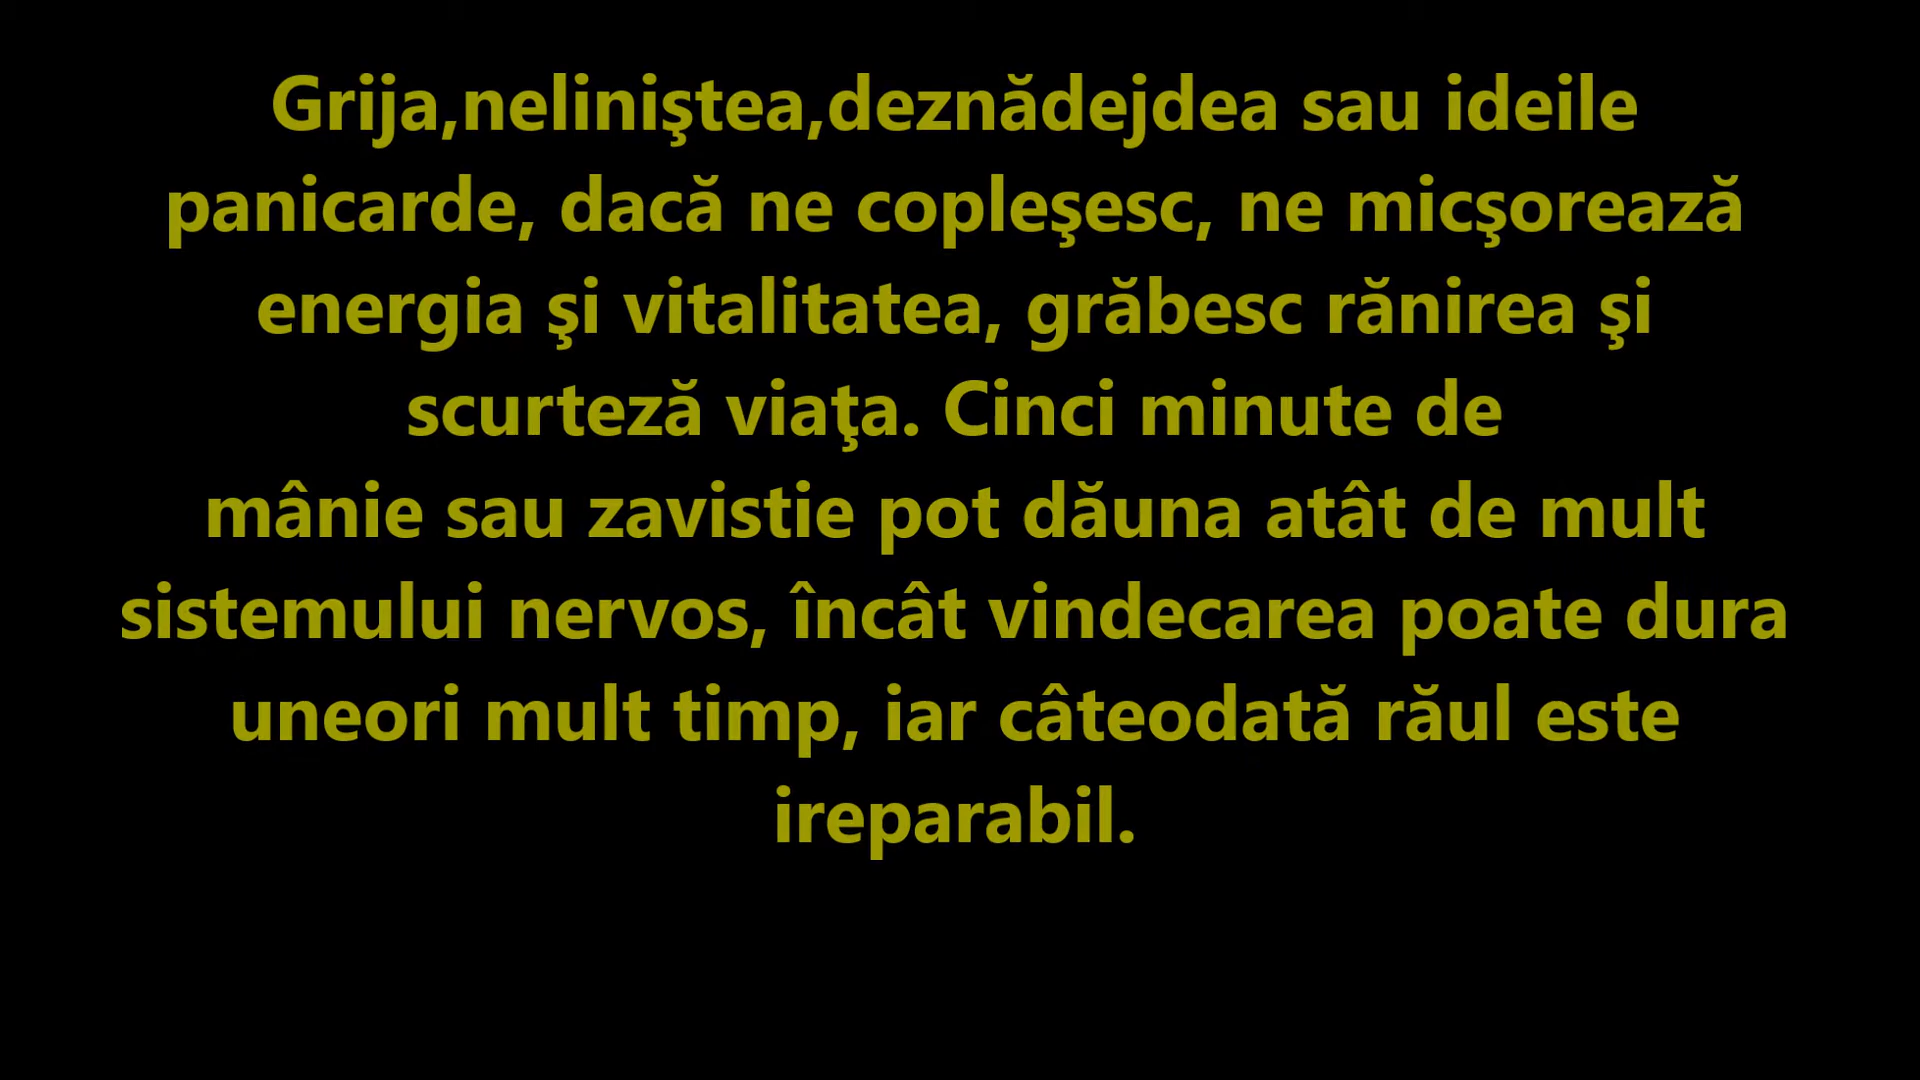 Grija,neliniştea,deznădejdea sau ideile
panicarde, dacă ne copleşesc, ne micşorează
energia şi vitalitatea, grăbesc rănirea şi
scurteză viaţa. Cinci minute de
mânie sau zavistie pot dăuna atât de mult
sistemului nervos, încât vindecarea poate dura
uneori mult timp, iar câteodată răul este
ireparabil.